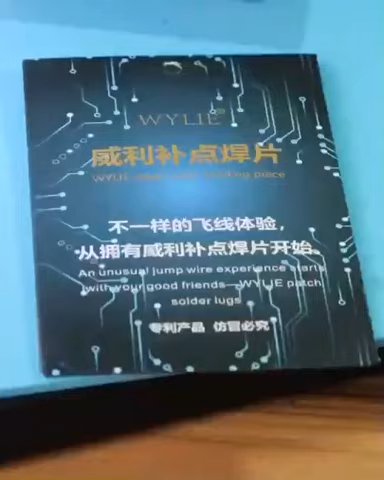 WYLIE
威利补点焊片
不一样的飞线体验，
从拥有威利补点焊片开始。
An unusual jump wire experience starts
with your good friends—WYLIE patch
solder lugs
专利产品 仿冒必究